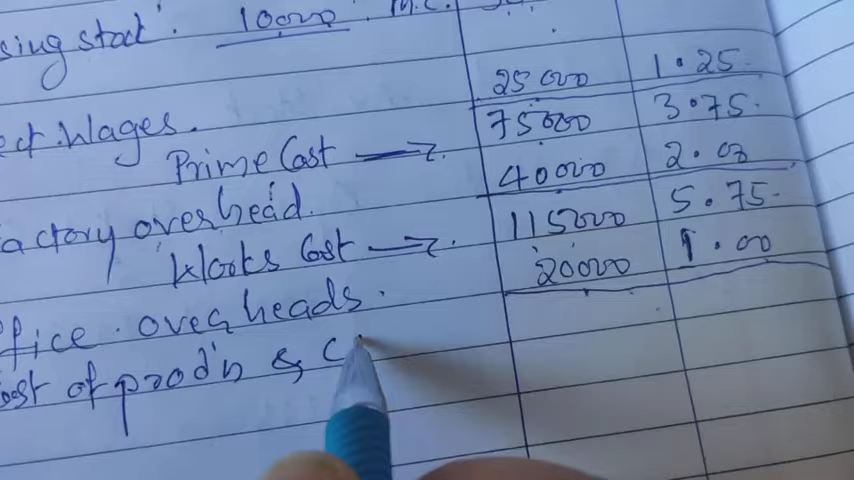 sing stock. 10000. M.C.
ect. Wages. 25000 1.25
Prime Cost → 75000 3.75
actory overhead. 40000 2.00
Works Cost → 115000 5.75
ffice overheads. 20000 1.00
ost of prod'n & C